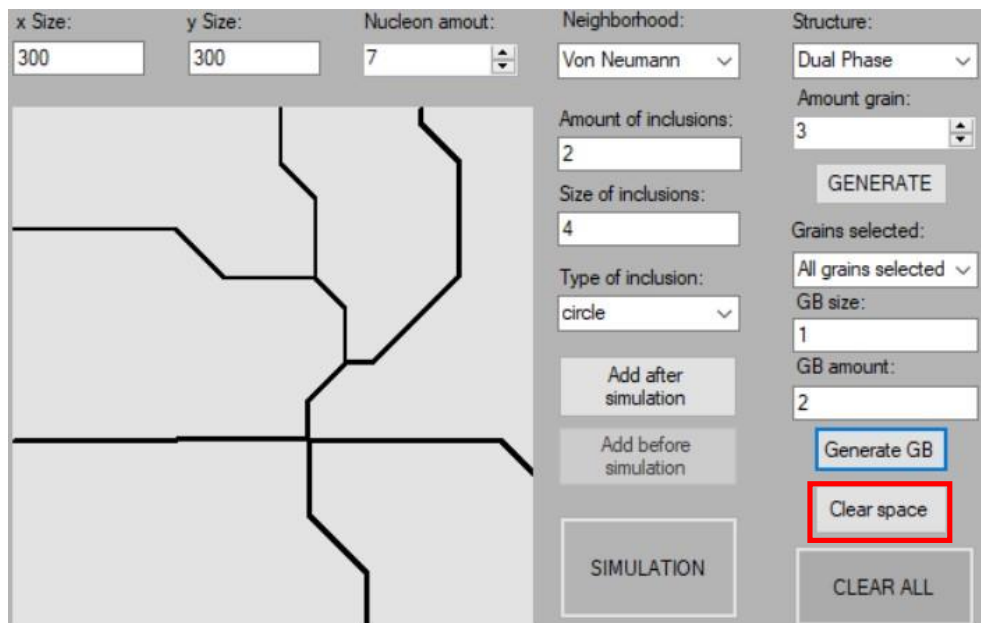 x Size:
y Size:
Nucleon amout:
Neighborhood:
Structure:
300
300
7
Von Neumann
Dual Phase
Amount of inclusions:
2
Size of inclusions:
4
Type of inclusion:
circle
Add after
simulation
Add before
simulation
SIMULATION
Amount grain:
3
GENERATE
Grains selected:
All grains selected
GB size:
1
GB amount:
2
Generate GB
Clear space
CLEAR ALL